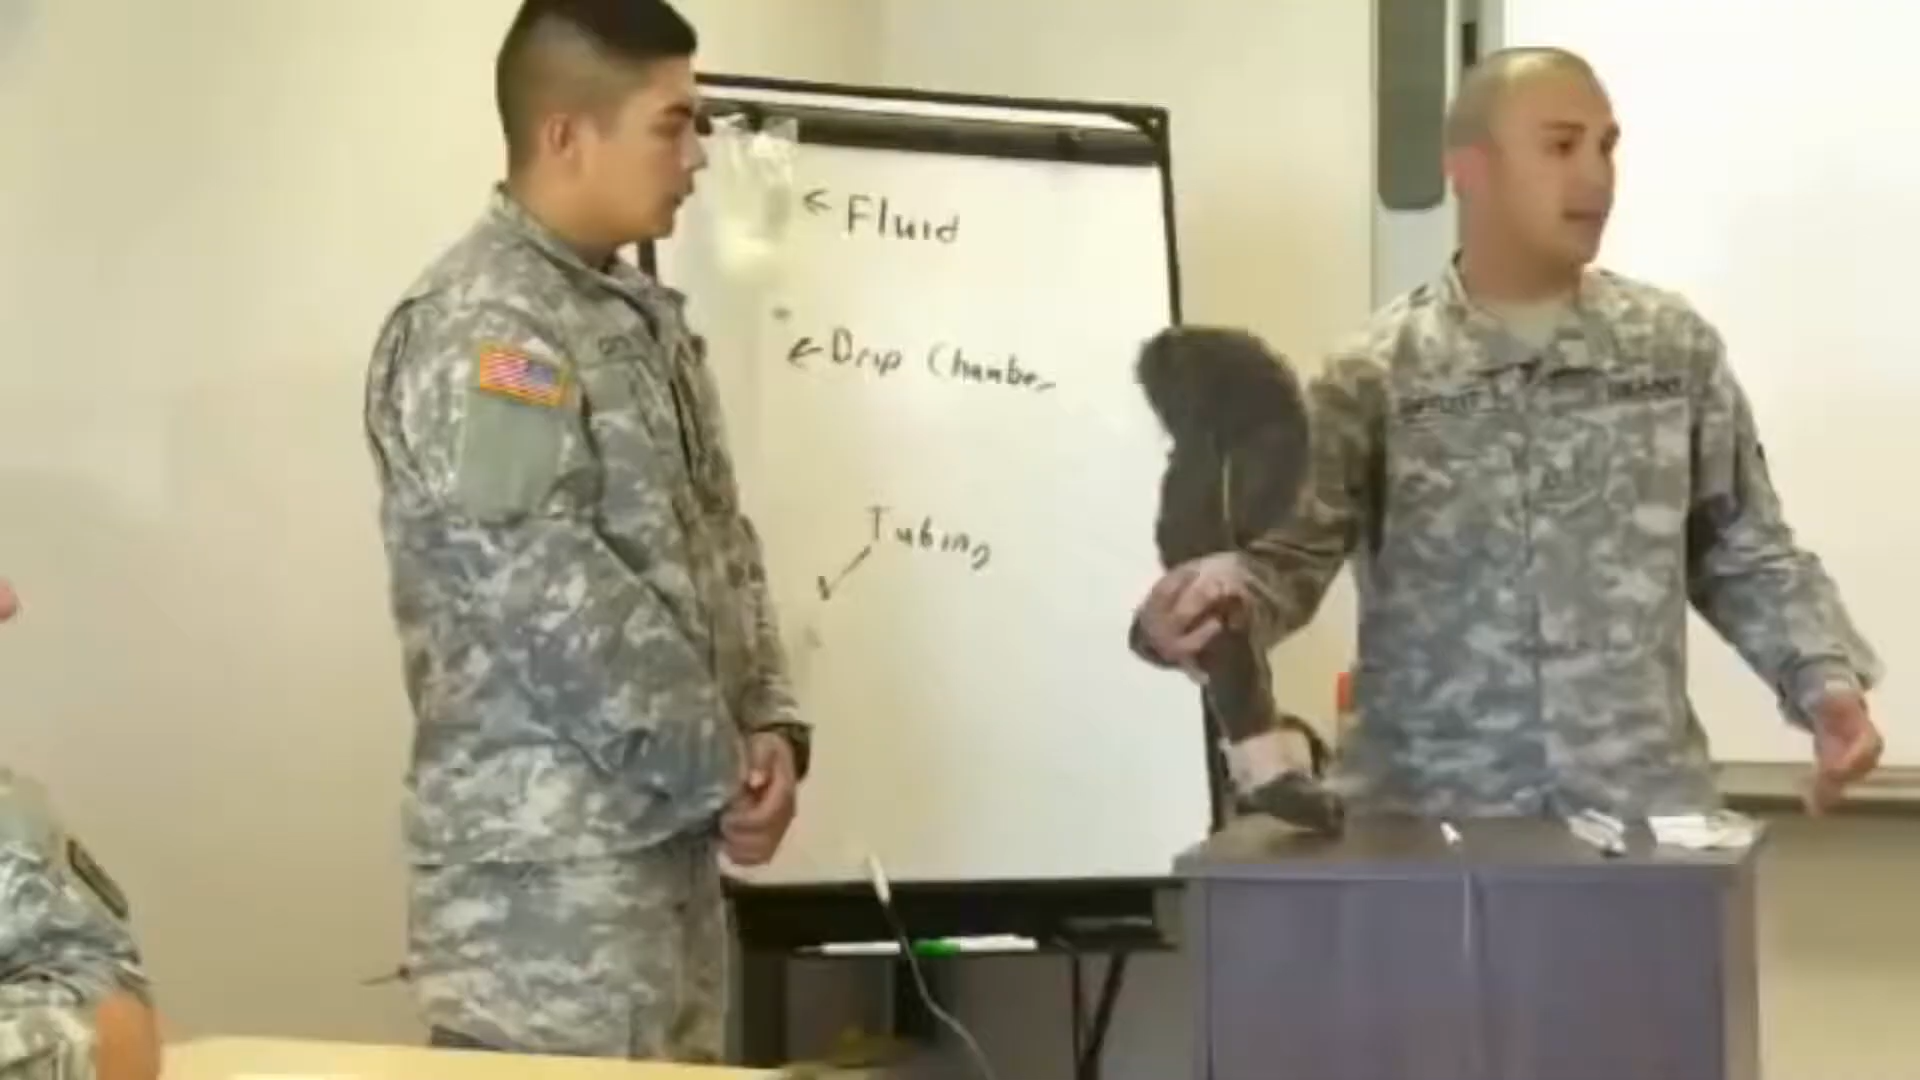 ← Fluid
← Drip Chamber
Tubing